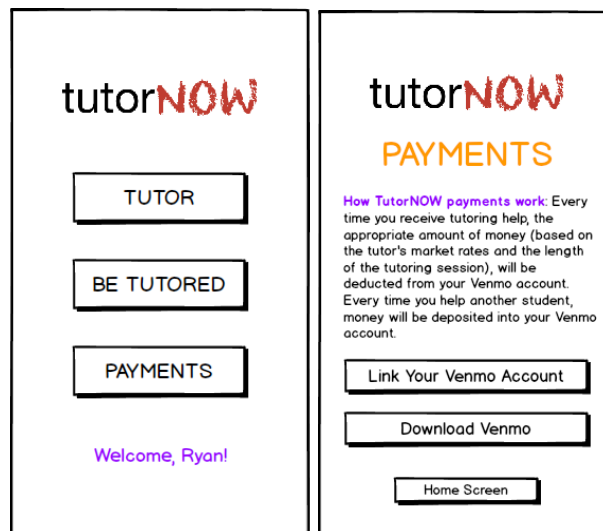 tutorNOW
TUTOR
BE TUTORED
PAYMENTS
Welcome, Ryan!
tutorNOW
PAYMENTS
How TutorNOW payments work: Every
time you receive tutoring help, the
appropriate amount of money (based on
the tutor's market rates and the length
of the tutoring session), will be
deducted from your Venmo account.
Every time you help another student,
money will be deposited into your Venmo
account.
Link Your Venmo Account
Download Venmo
Home Screen